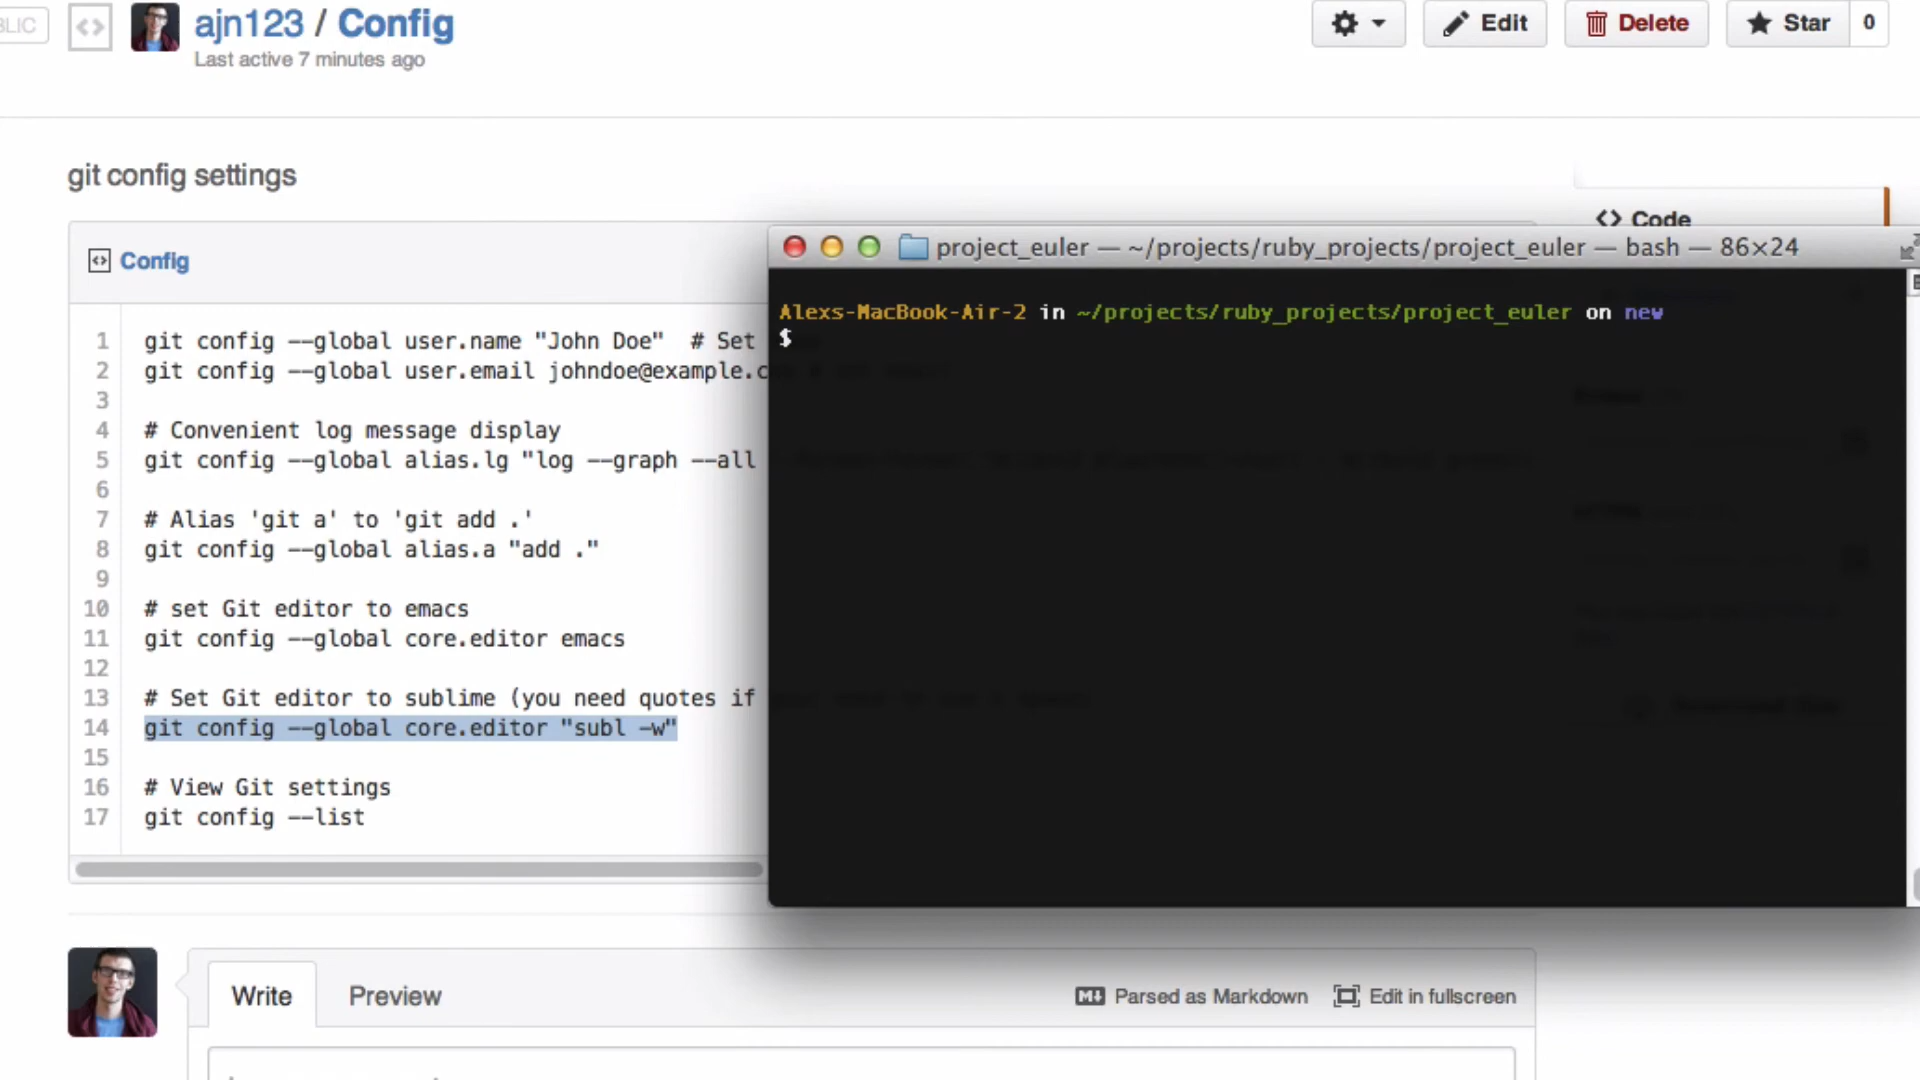 BLIC
ajn123 / Config
Last active 7 minutes ago
Edit
Delete
Star
0
git config settings
Code
Config
project_euler — ~/projects/ruby_projects/project_euler — bash — 86×24
Alexs-MacBook-Air-2 in ~/projects/ruby_projects/project_euler on new
$
1 git config --global user.name "John Doe"  # Set
2 git config --global user.email johndoe@example.c
3
4 # Convenient log message display
5 git config --global alias.lg "log --graph --all
6
7 # Alias 'git a' to 'git add .'
8 git config --global alias.a "add ."
9
10 # set Git editor to emacs
11 git config --global core.editor emacs
12
13 # Set Git editor to sublime (you need quotes if
14 git config --global core.editor "subl -w"
15
16 # View Git settings
17 git config --list
Write
Preview
Parsed as Markdown
Edit in fullscreen